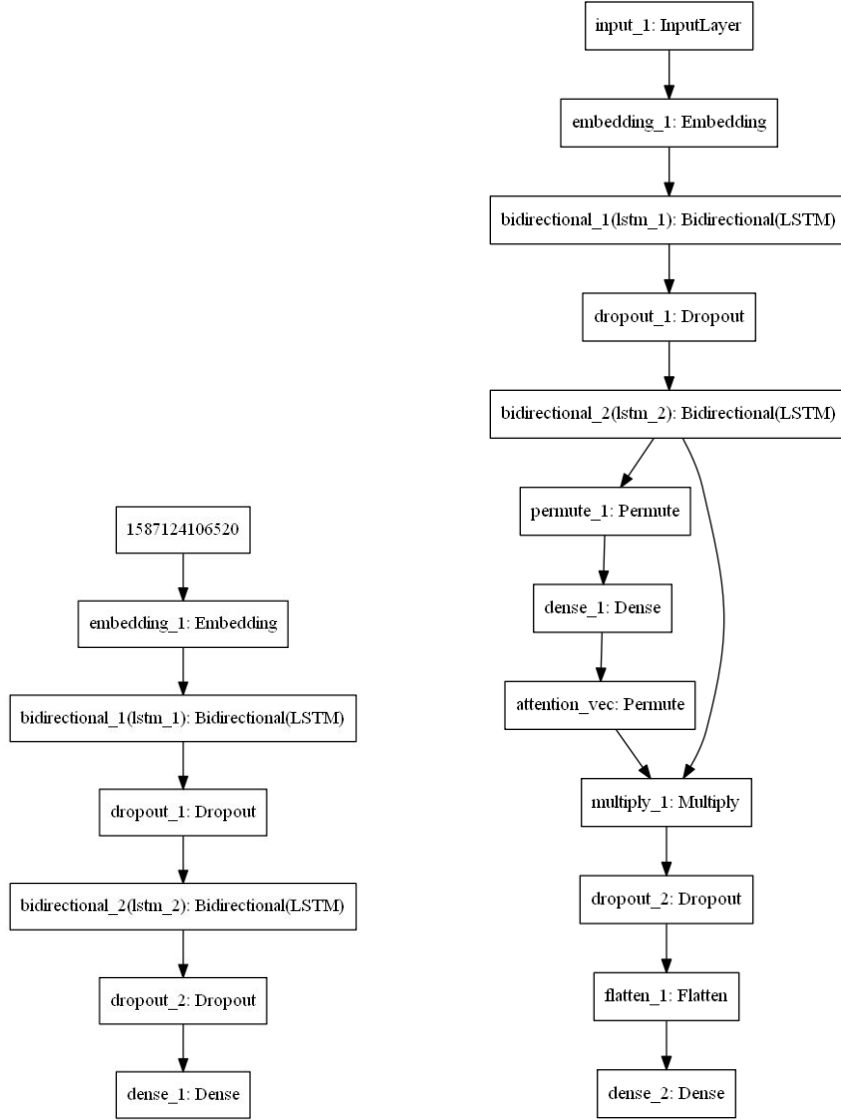 1587124106520
embedding_1: Embedding
bidirectional_1(lstm_1): Bidirectional(LSTM)
dropout_1: Dropout
bidirectional_2(lstm_2): Bidirectional(LSTM)
dropout_2: Dropout
dense_1: Dense
input_1: InputLayer
embedding_1: Embedding
bidirectional_1(lstm_1): Bidirectional(LSTM)
dropout_1: Dropout
bidirectional_2(lstm_2): Bidirectional(LSTM)
permute_1: Permute
dense_1: Dense
attention_vec: Permute
multiply_1: Multiply
dropout_2: Dropout
flatten_1: Flatten
dense_2: Dense